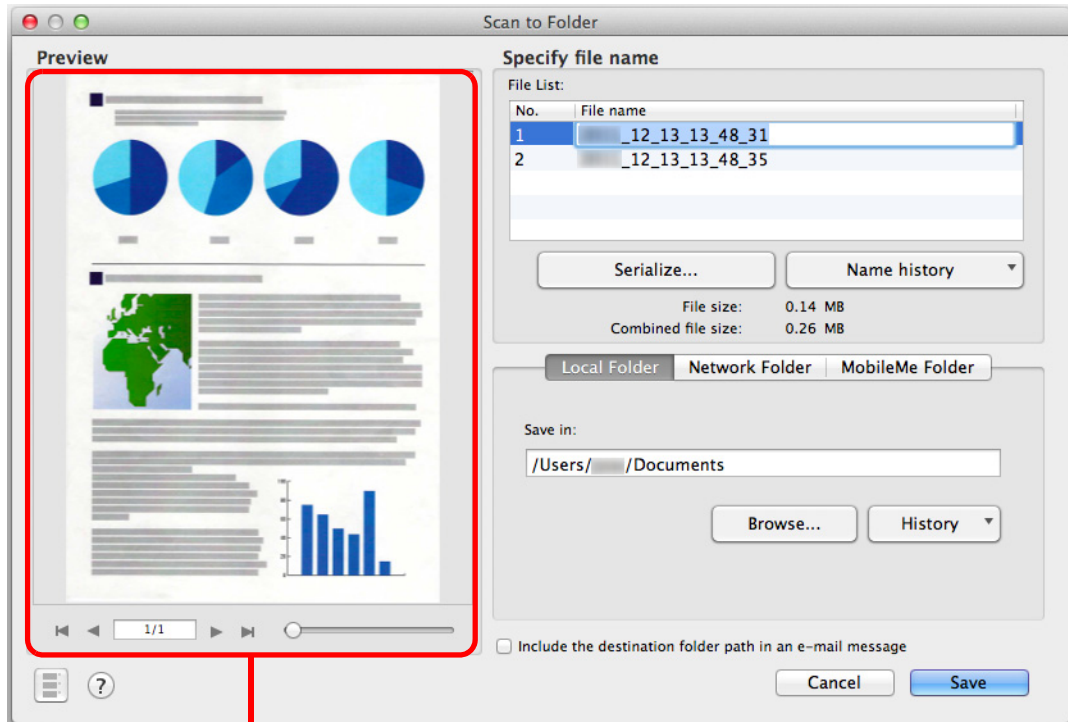 Scan to Folder
Preview
1/1
?
Specify file name
File List:
No. File name
1 _12_13_13_48_31
2 _12_13_13_48_35
Serialize... Name history
File size: 0.14 MB
Combined file size: 0.26 MB
Local Folder Network Folder MobileMe Folder
Save in:
/Users/ /Documents
Browse... History
Include the destination folder path in an e-mail message
Cancel Save